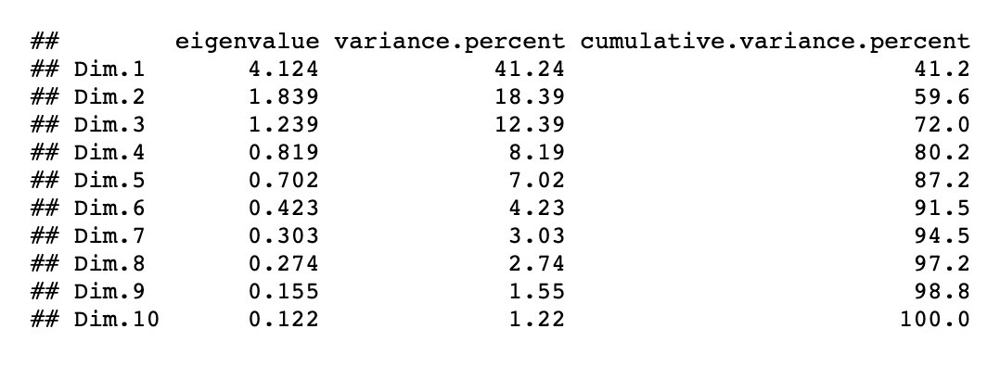 ##        eigenvalue variance.percent cumulative.variance.percent
## Dim.1       4.124            41.24                        41.2
## Dim.2       1.839            18.39                        59.6
## Dim.3       1.239            12.39                        72.0
## Dim.4       0.819             8.19                        80.2
## Dim.5       0.702             7.02                        87.2
## Dim.6       0.423             4.23                        91.5
## Dim.7       0.303             3.03                        94.5
## Dim.8       0.274             2.74                        97.2
## Dim.9       0.155             1.55                        98.8
## Dim.10      0.122             1.22                       100.0